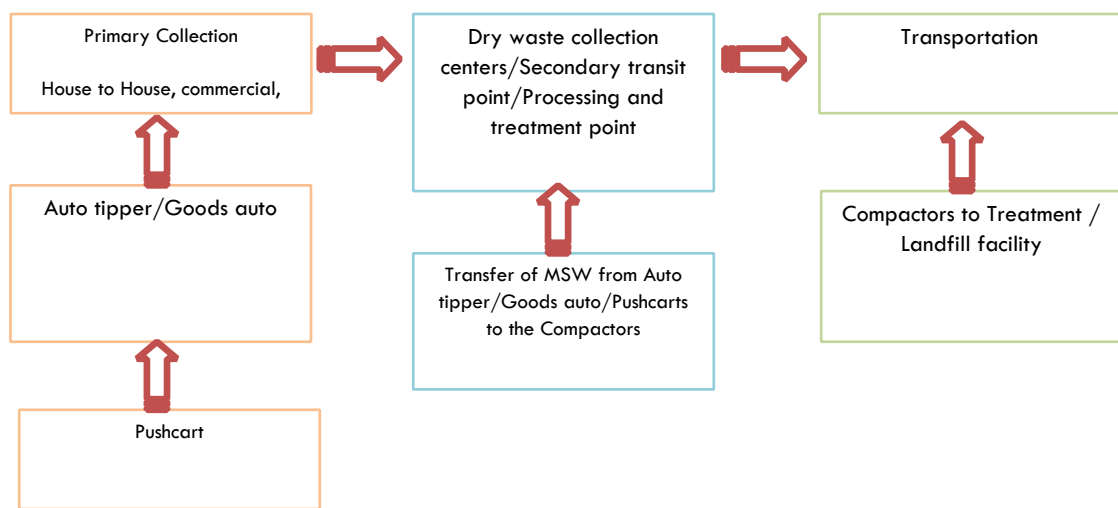 Primary Collection
House to House, commercial,
Dry waste collection
centers/Secondary transit
point/Processing and
treatment point
Transportation
Auto tipper/Goods auto
Transfer of MSW from Auto
tipper/Goods auto/Pushcarts
to the Compactors
Compactors to Treatment /
Landfill facility
Pushcart